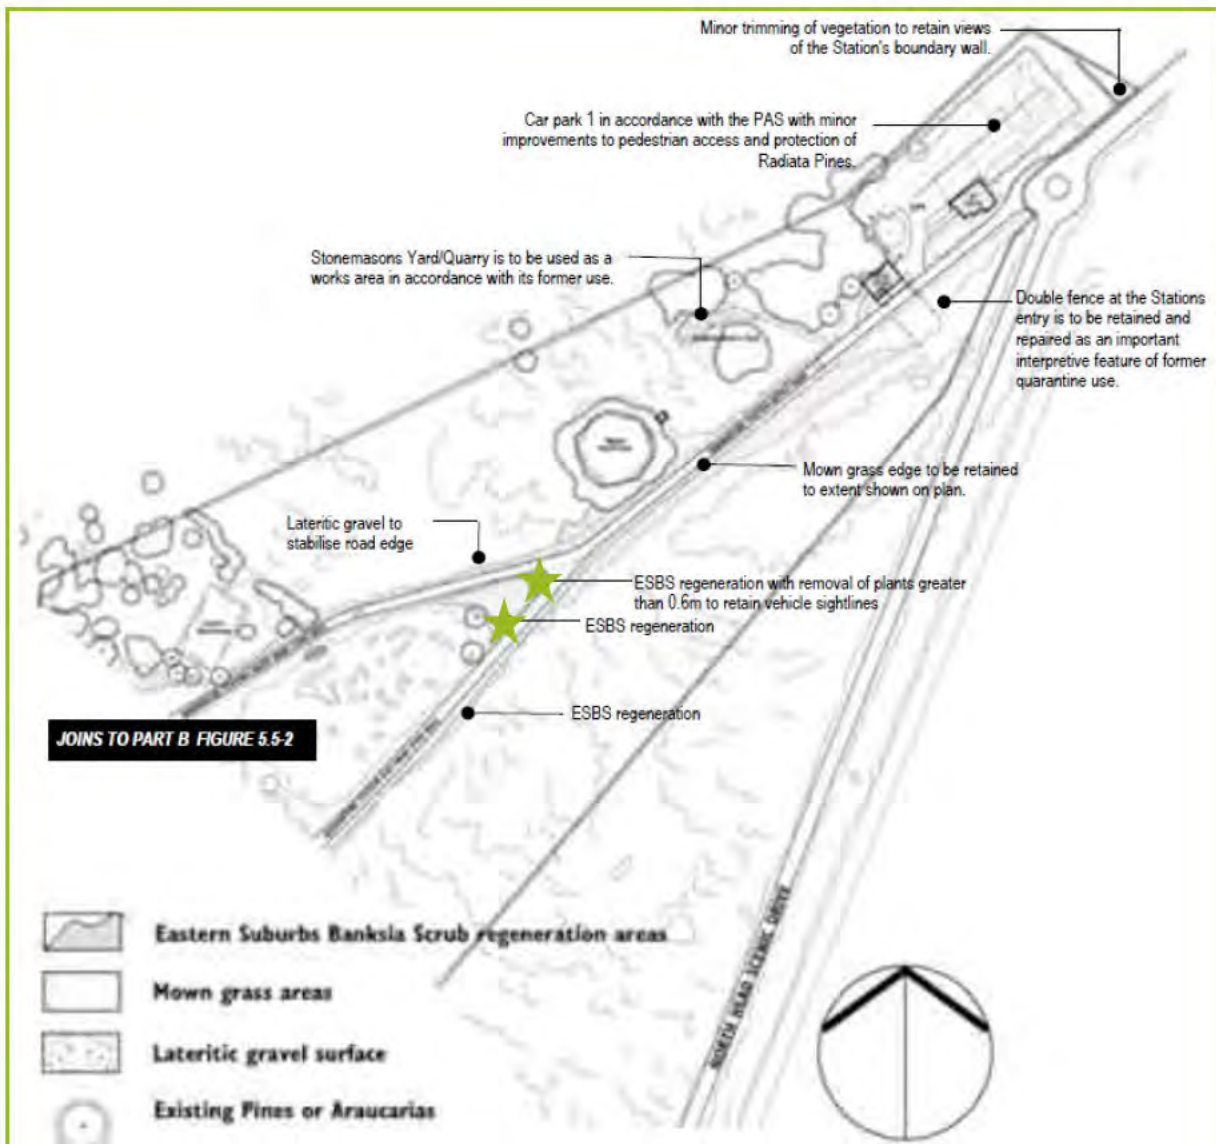 Minor trimming of vegetation to retain views
of the Station's boundary wall.
Car park 1 in accordance with the PAS with minor
improvements to pedestrian access and protection of
Radiata Pines.
Stonemasons Yard/Quarry is to be used as a
works area in accordance with its former use.
Double fence at the Stations
entry is to be retained and
repaired as an important
interpretive feature of former
quarantine use.
Mown grass edge to be retained
to extent shown on plan.
Lateritic gravel to
stabilise road edge
ESBS regeneration with removal of plants greater
than 0.6m to retain vehicle sightlines
ESBS regeneration
ESBS regeneration
JOINS TO PART B FIGURE 5.5-2
NORTH HEAD SCENIC DRIVE
Eastern Suburbs Banksia Scrub regeneration areas
Mown grass areas
Lateritic gravel surface
Existing Pines or Araucarias